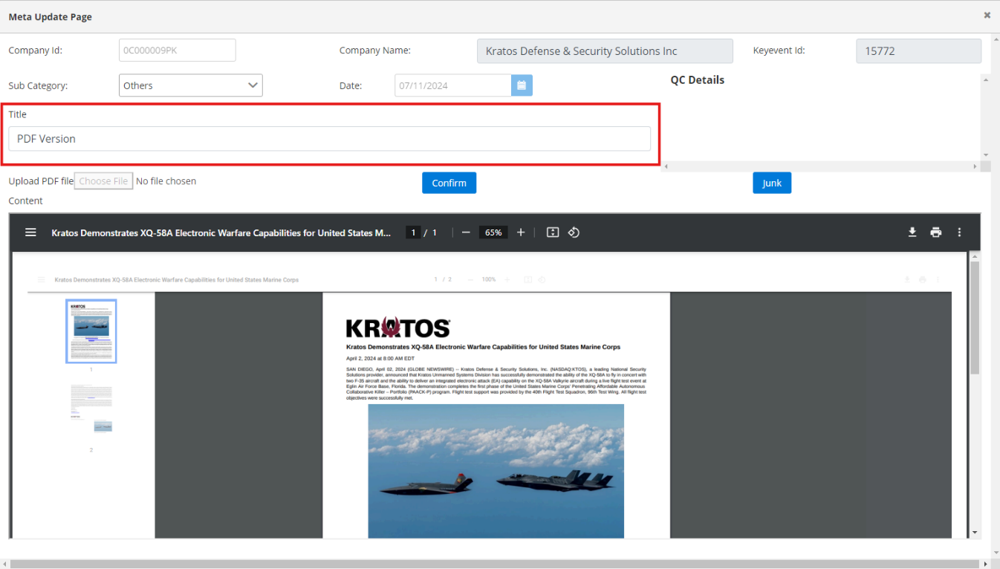 Meta Update Page
Company Id: 0C000009PK Company Name: Kratos Defense & Security Solutions Inc Keyevent Id: 15772
Sub Category: Others Date: 07/11/2024 QC Details
Title
PDF Version
Upload PDF file Choose File No file chosen Confirm Junk
Content
Kratos Demonstrates XQ-58A Electronic Warfare Capabilities for United States M... 1 / 1 65%
Kratos Demonstrates XQ-58A Electronic Warfare Capabilities for United States Marine Corps 1 / 2 100%
KRATOS
Kratos Demonstrates XQ-58A Electronic Warfare Capabilities for United States Marine Corps
April 2, 2024 at 8:00 AM EDT
SAN DIEGO, April 02, 2024 (GLOBE NEWSWIRE) -- Kratos Defense & Security Solutions, Inc. (NASDAQ:KTOS), a leading National Security
Solutions provider, announced that Kratos Unmanned Systems Division has successfully demonstrated the ability of the XQ-58A to fly in concert with
two F-35 aircraft and the ability to deliver an integrated electronic attack (EA) capability on the XQ-58A Valkyrie aircraft during a live flight test event at
Eglin Air Force Base, Florida. The demonstration completes the first phase of the United States Marine Corps' Penetrating Affordable Autonomous
Collaborative Killer – Portfolio (PAACK-P) program. Flight test support was provided by the 40th Flight Test Squadron, 96th Test Wing. All flight test
objectives were successfully met.
KRATOS
1
2